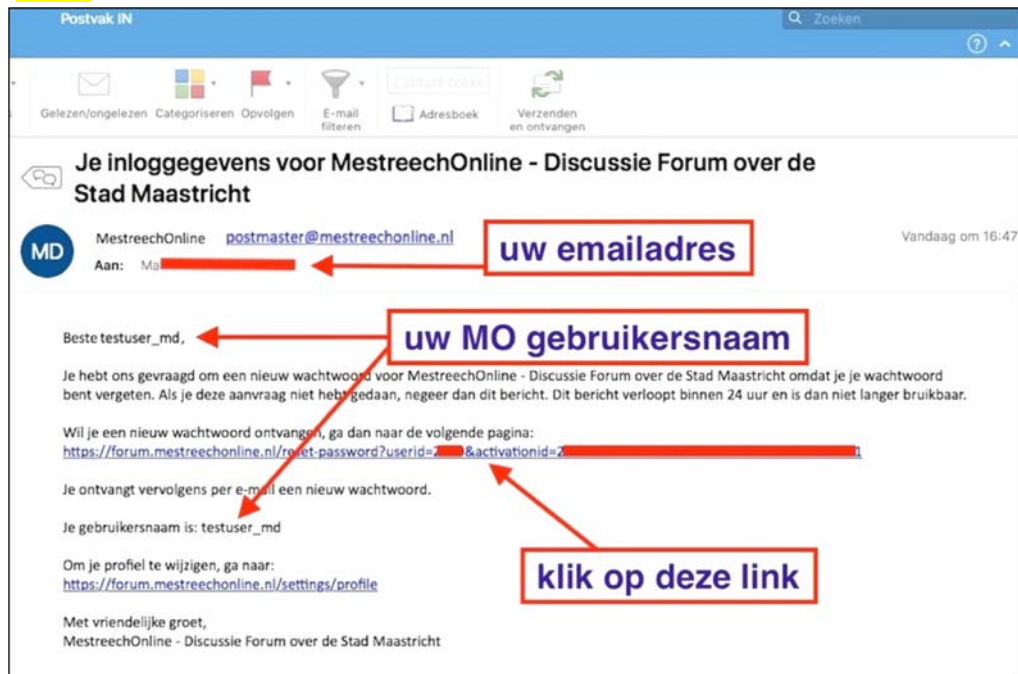 Postvak IN
Zoeken
Gelezen/ongelezen Categoriseren Opvolgen E-mail filteren Adresboek Verzenden en ontvangen
Je inloggegevens voor MestreechOnline - Discussie Forum over de
Stad Maastricht
MD
MestreechOnline postmaster@mestreechonline.nl
Vandaag om 16:47
Aan: Ma
uw emailadres
Beste testuser_md,
uw MO gebruikersnaam
Je hebt ons gevraagd om een nieuw wachtwoord voor MestreechOnline - Discussie Forum over de Stad Maastricht omdat je je wachtwoord
bent vergeten. Als je deze aanvraag niet hebt gedaan, negeer dan dit bericht. Dit bericht verloopt binnen 24 uur en is dan niet langer bruikbaar.
Wil je een nieuw wachtwoord ontvangen, ga dan naar de volgende pagina:
https://forum.mestreechonline.nl/reset-password?userid=2 &activationid=2 1
Je ontvangt vervolgens per e-mail een nieuw wachtwoord.
Je gebruikersnaam is: testuser_md
Om je profiel te wijzigen, ga naar:
https://forum.mestreechonline.nl/settings/profile
klik op deze link
Met vriendelijke groet,
MestreechOnline - Discussie Forum over de Stad Maastricht